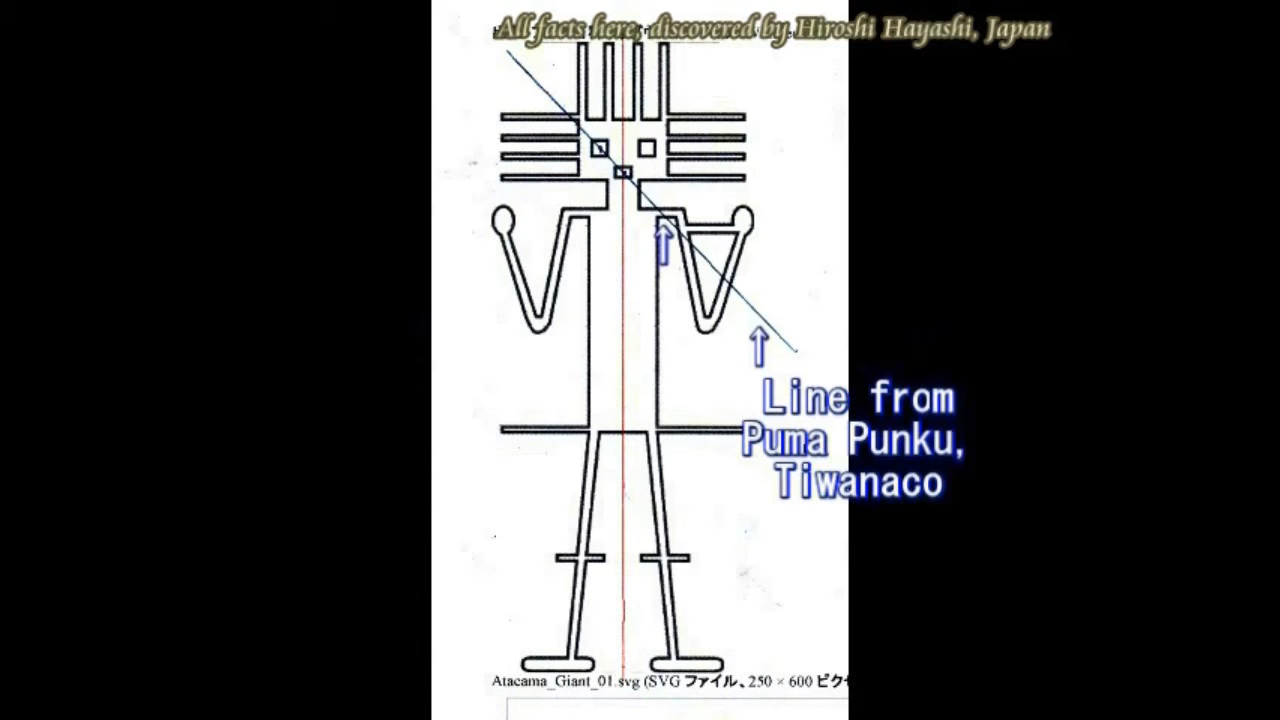 All facts here, discovered by Hiroshi Hayashi, Japan
Line from
Puma Punku,
Tiwanaco
Atacama_Giant_01.svg (SVG ファイル、250 × 600 ピクセ